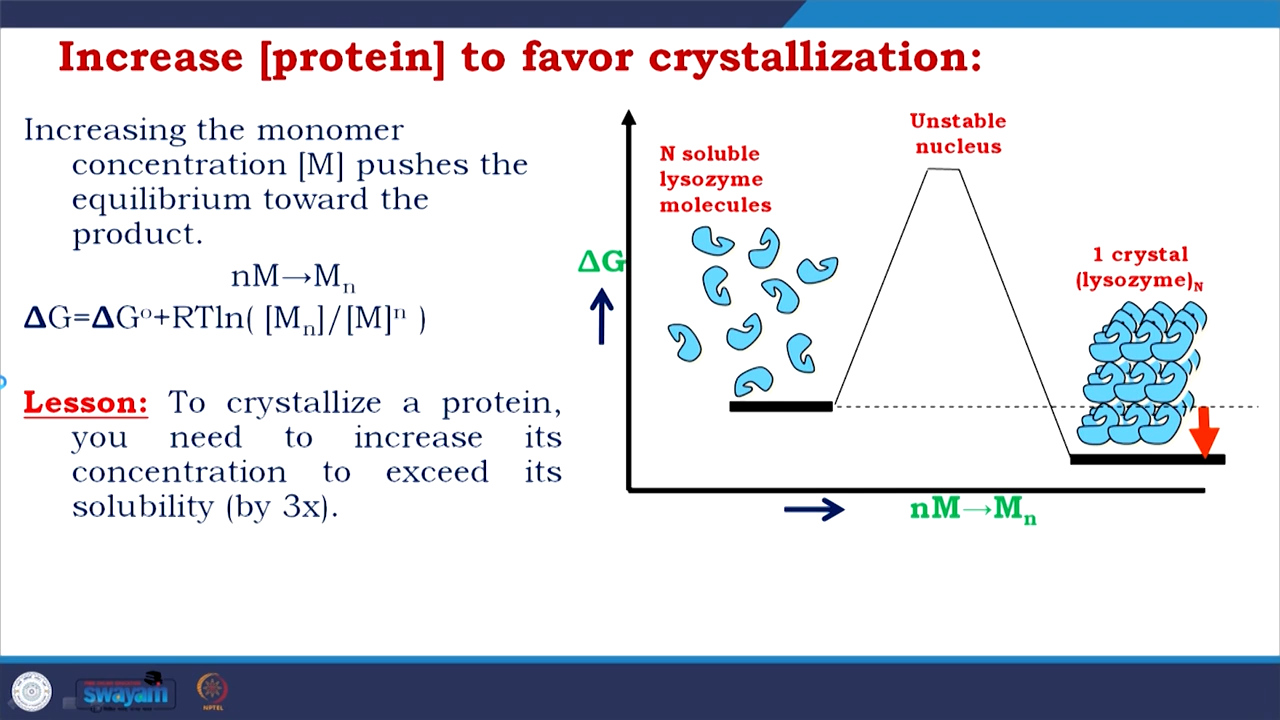 Increase [protein] to favor crystallization:
Increasing the monomer
concentration [M] pushes the
equilibrium toward the
product.
nM→Mₙ
ΔG=ΔGᵒ+RTln( [Mₙ]/[M]ⁿ )
Lesson: To crystallize a protein,
you need to increase its
concentration to exceed its
solubility (by 3x).
N soluble
lysozyme
molecules
Unstable
nucleus
1 crystal
(lysozyme)N
ΔG
nM→Mₙ
swayam
NPTEL